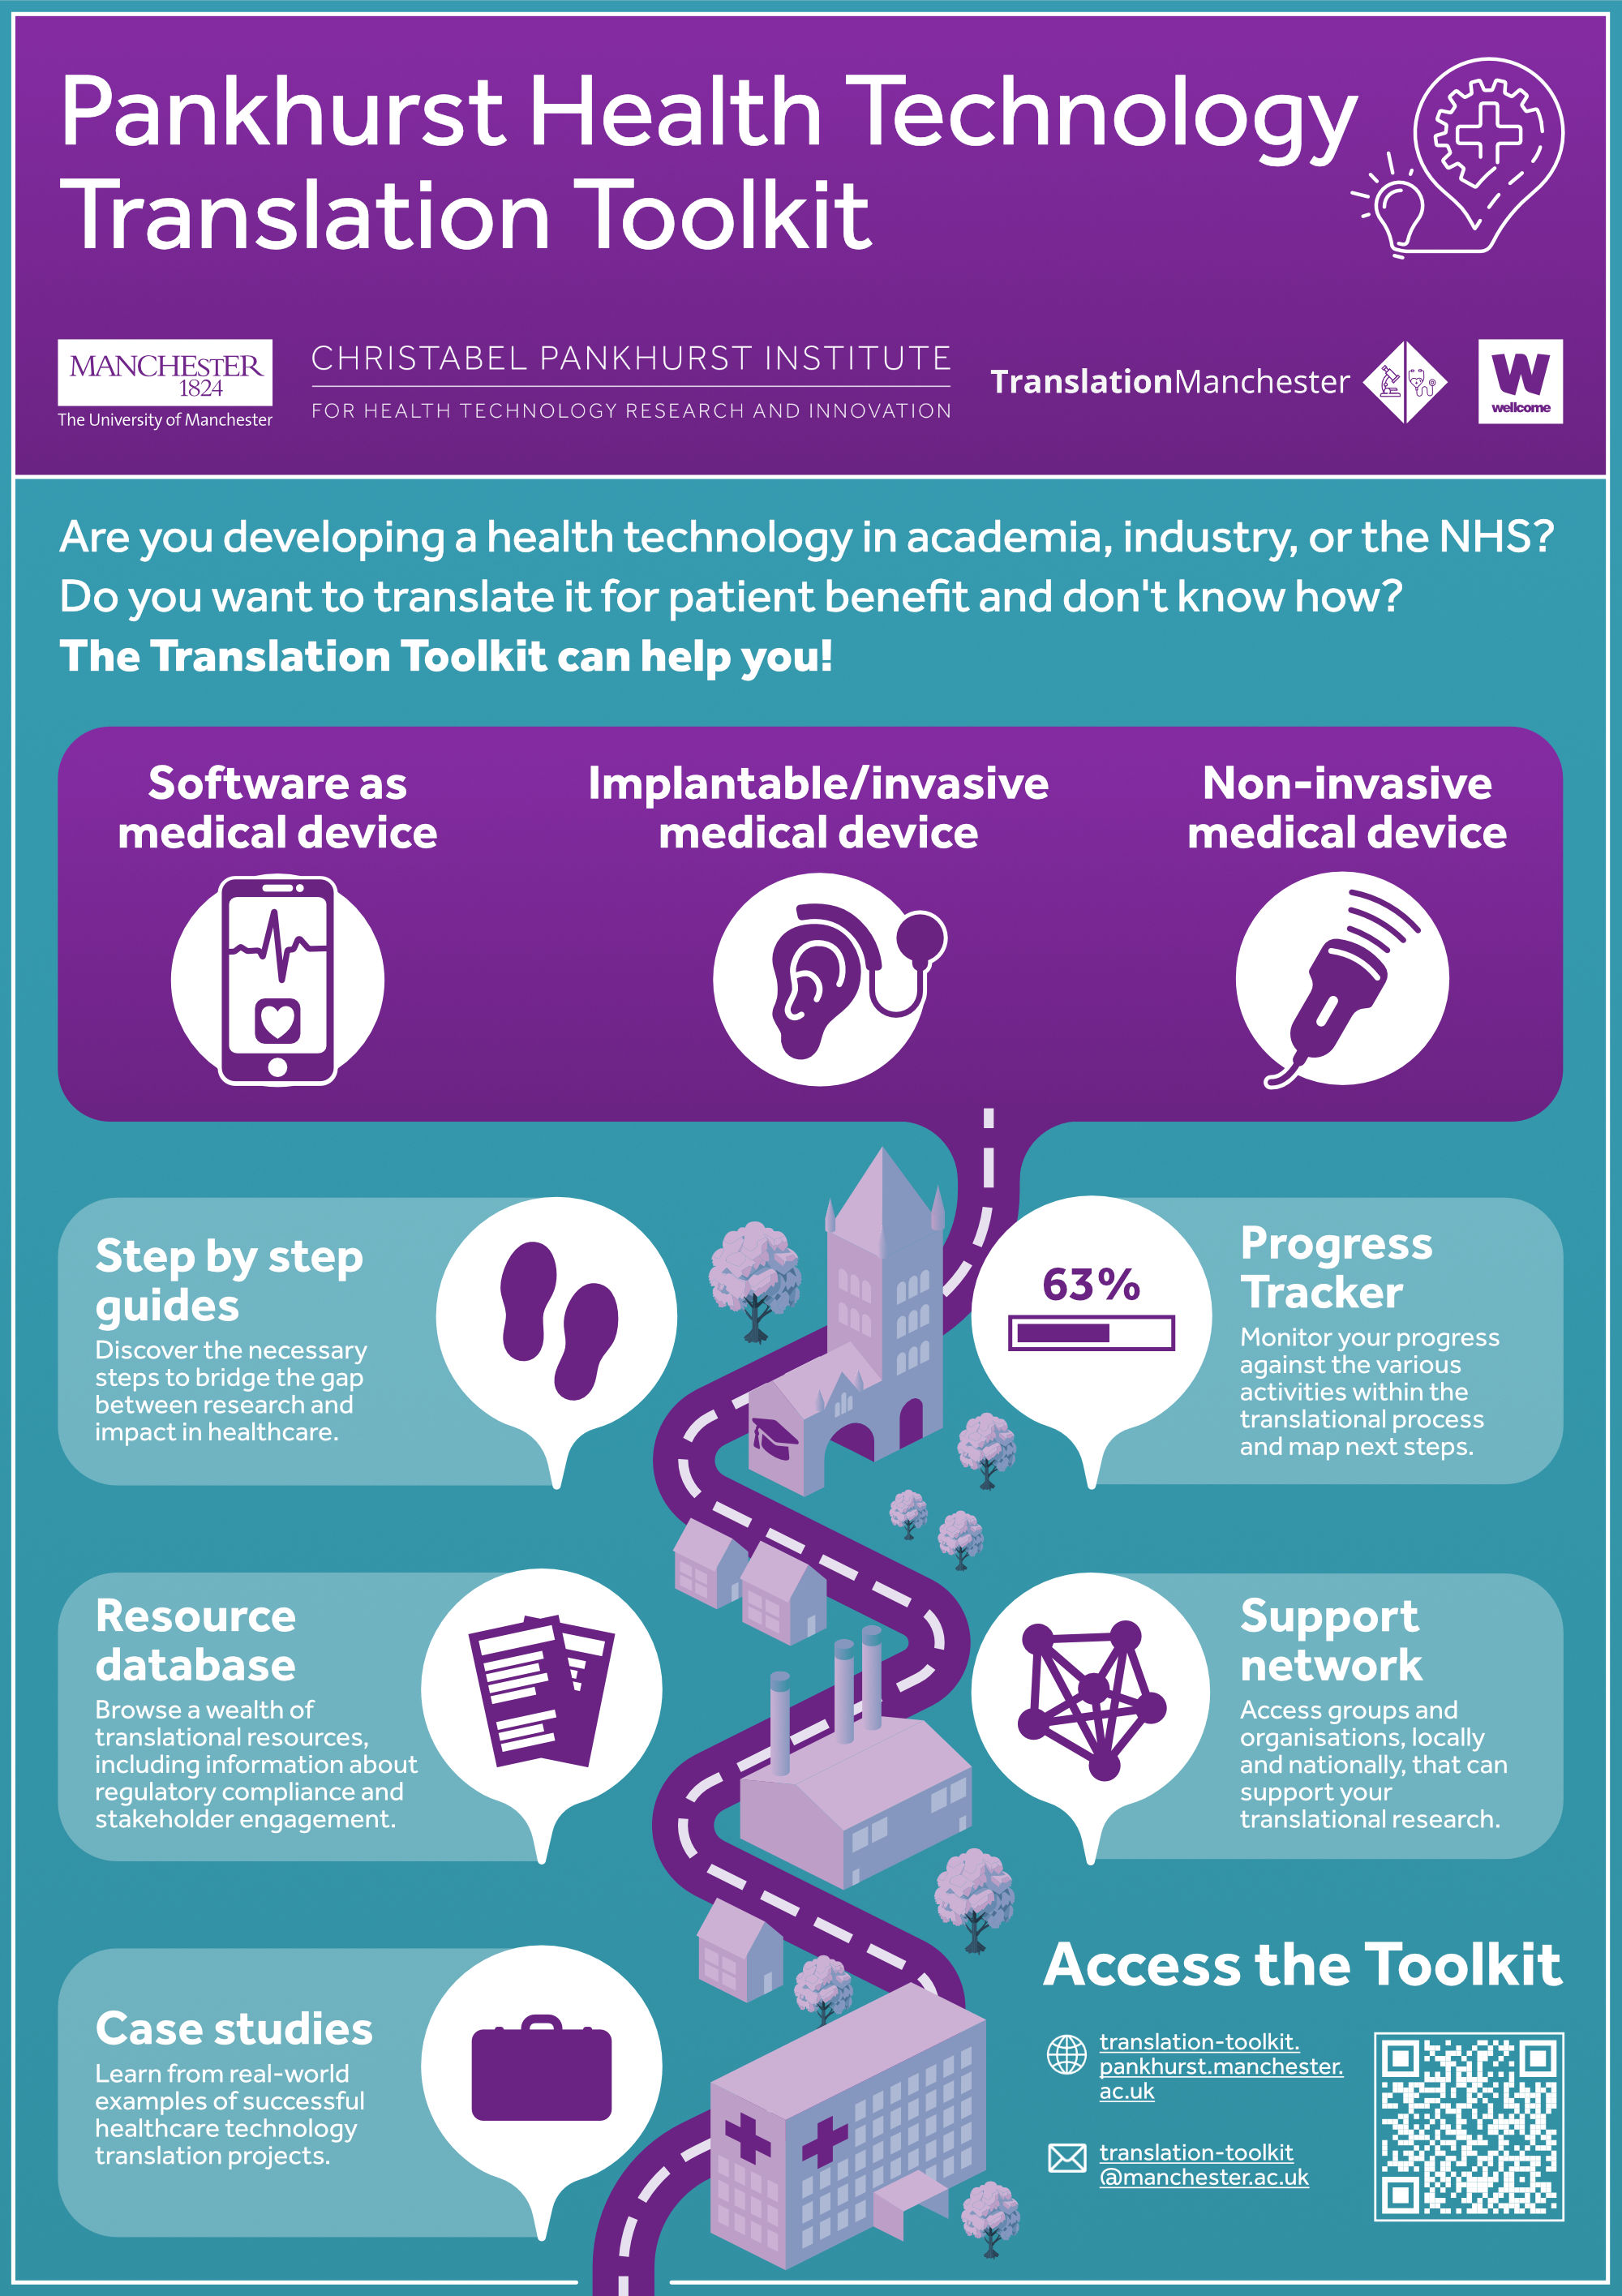 Pankhurst Health Technology
Translation Toolkit
MANCHESTER
1824
The University of Manchester
CHRISTABEL PANKHURST INSTITUTE
FOR HEALTH TECHNOLOGY RESEARCH AND INNOVATION
TranslationManchester
W
wellcome
Are you developing a health technology in academia, industry, or the NHS?
Do you want to translate it for patient benefit and don't know how?
The Translation Toolkit can help you!
Software as
medical device
Implantable/invasive
medical device
Non-invasive
medical device
Step by step
guides
Discover the necessary
steps to bridge the gap
between research and
impact in healthcare.
63%
Progress
Tracker
Monitor your progress
against the various
activities within the
translational process
and map next steps.
Resource
database
Browse a wealth of
translational resources,
including information about
regulatory compliance and
stakeholder engagement.
Support
network
Access groups and
organisations, locally
and nationally, that can
support your
translational research.
Case studies
Learn from real-world
examples of successful
healthcare technology
translation projects.
Access the Toolkit
translation-toolkit.
pankhurst.manchester.
ac.uk
translation-toolkit
@manchester.ac.uk